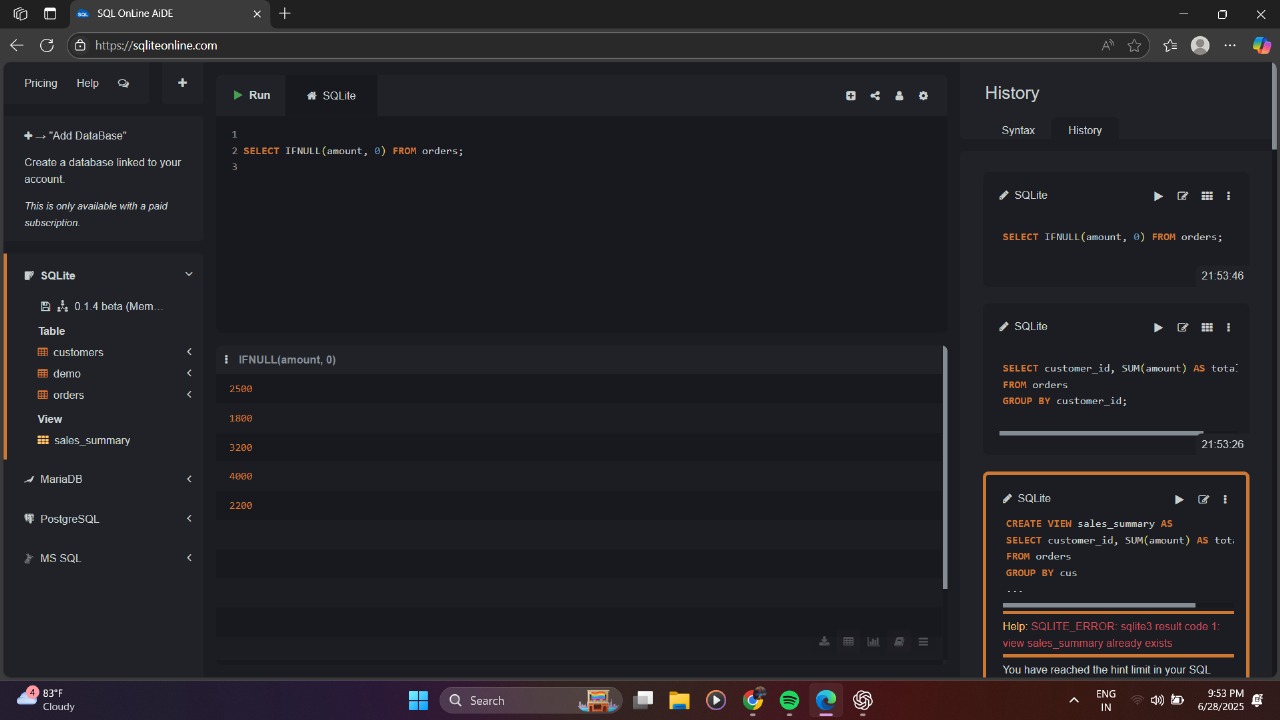 SQL OnLine AiDE
https://sqliteonline.com
Pricing
Help
"Add DataBase"
Create a database linked to your
account.
This is only available with a paid
subscription.
SQLite
0.1.4 beta (Mem...
Table
customers
demo
orders
View
sales_summary
MariaDB
PostgreSQL
MS SQL
Run
SQLite
1
2 SELECT IFNULL(amount, 0) FROM orders;
3
IFNULL(amount, 0)
2500
1800
3200
4000
2200
History
Syntax
History
SQLite
SELECT IFNULL(amount, 0) FROM orders;
21:53:46
SQLite
SELECT customer_id, SUM(amount) AS total
FROM orders
GROUP BY customer_id;
21:53:26
SQLite
CREATE VIEW sales_summary AS
SELECT customer_id, SUM(amount) AS tota
FROM orders
GROUP BY cus
...
Help: SQLITE_ERROR: sqlite3 result code 1:
view sales_summary already exists
You have reached the hint limit in your SQL
4
83°F
Cloudy
Search
ENG
IN
9:53 PM
6/28/2025